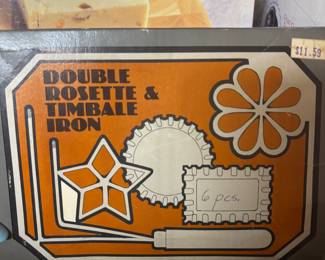 $11.59
DOUBLE
ROSETTE &
TIMBALE
IRON
6 pcs.